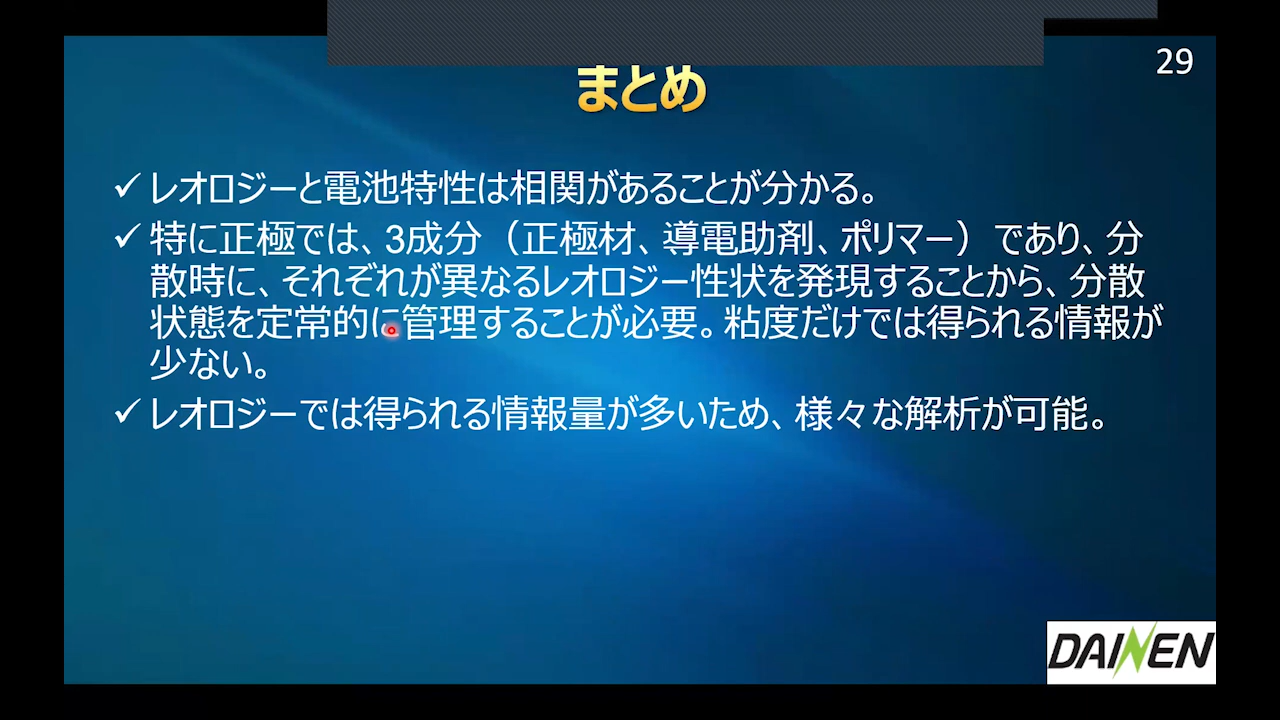 29
まとめ
✓レオロジーと電池特性は相関があることが分かる。
✓特に正極では、3成分（正極材、導電助剤、ポリマー）であり、分
散時に、それぞれが異なるレオロジー性状を発現することから、分散
状態を定常的に管理することが必要。粘度だけでは得られる情報が
少ない。
✓レオロジーでは得られる情報量が多いため、様々な解析が可能。
DAINEN